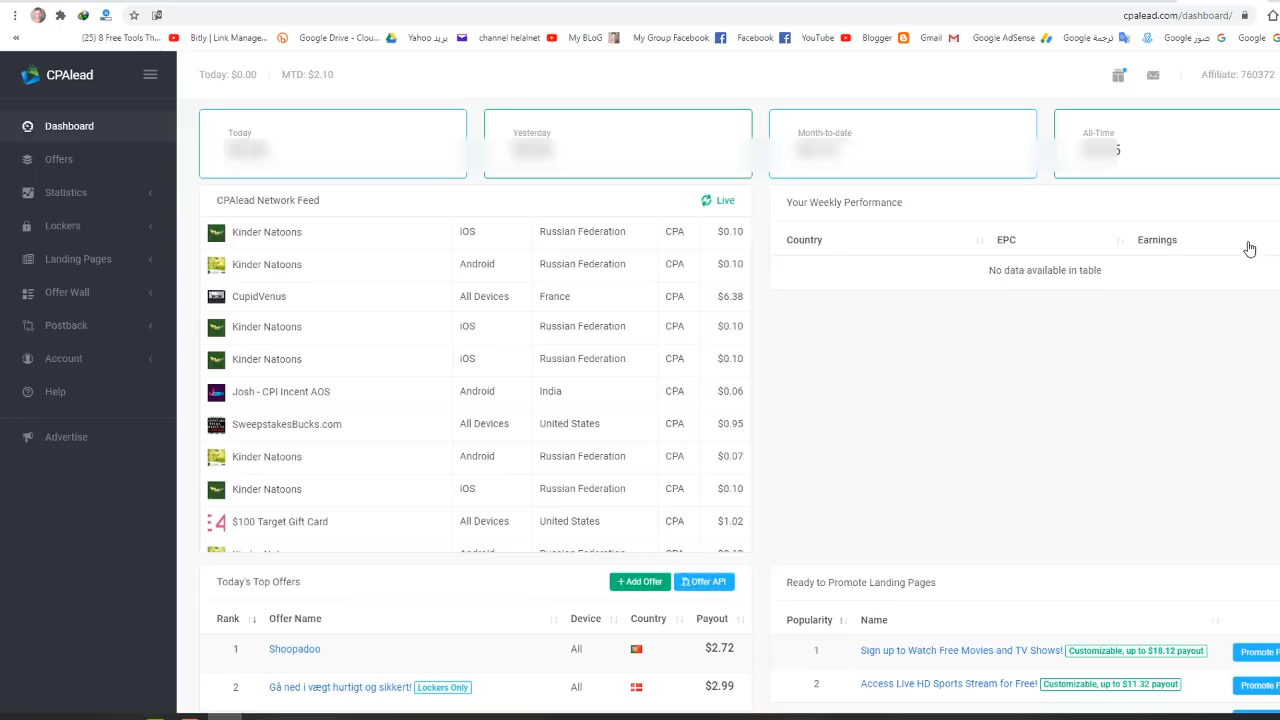 cpalead.com/dashboard/
«
(25) 8 Free Tools Th...
Bitly | Link Manage...
Google Drive - Clou...
بريد Yahoo
channel helalnet
My BLoG
My Group Facebook
Facebook
YouTube
Blogger
Gmail
Google AdSense
ترجمة Google
صور Google
Google
CPAlead
Today: $0.00
MTD: $2.10
Affiliate: 760372
Dashboard
Offers
Statistics
Lockers
Landing Pages
Offer Wall
Postback
Account
Help
Advertise
Today
Yesterday
Month-to-date
All-Time
CPAlead Network Feed
Live
Kinder Natoons iOS Russian Federation CPA $0.10
Kinder Natoons Android Russian Federation CPA $0.10
CupidVenus All Devices France CPA $6.38
Kinder Natoons iOS Russian Federation CPA $0.10
Kinder Natoons iOS Russian Federation CPA $0.10
Josh - CPI Incent AOS Android India CPA $0.06
SweepstakesBucks.com All Devices United States CPA $0.95
Kinder Natoons Android Russian Federation CPA $0.07
Kinder Natoons iOS Russian Federation CPA $0.10
$100 Target Gift Card All Devices United States CPA $1.02
Your Weekly Performance
Country EPC Earnings
No data available in table
Today's Top Offers
+ Add Offer
Offer API
Rank Offer Name Device Country Payout
1 Shoopadoo All $2.72
2 Gå ned i vægt hurtigt og sikkert! Lockers Only All $2.99
Ready to Promote Landing Pages
Popularity Name
1 Sign up to Watch Free Movies and TV Shows! Customizable, up to $18.12 payout Promote P
2 Access Live HD Sports Stream for Free! Customizable, up to $11.32 payout Promote P